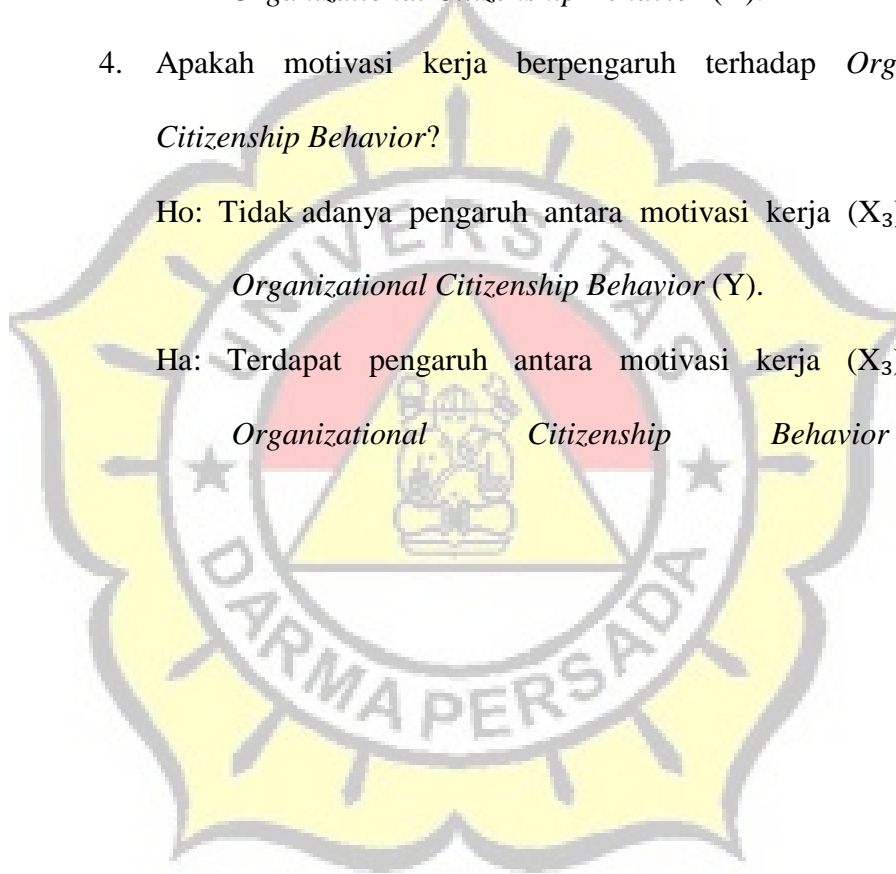 4. Apakah motivasi kerja berpengaruh terhadap
Citizenship Behavior?
Ho: Tidak adanya pengaruh antara motivasi kerja (X₃)
Organizational Citizenship Behavior (Y).
Ha: Terdapat pengaruh antara motivasi kerja (X₃)
Organizational Citizenship Behavior
UNIVERSITAS
DARMA PERSADA